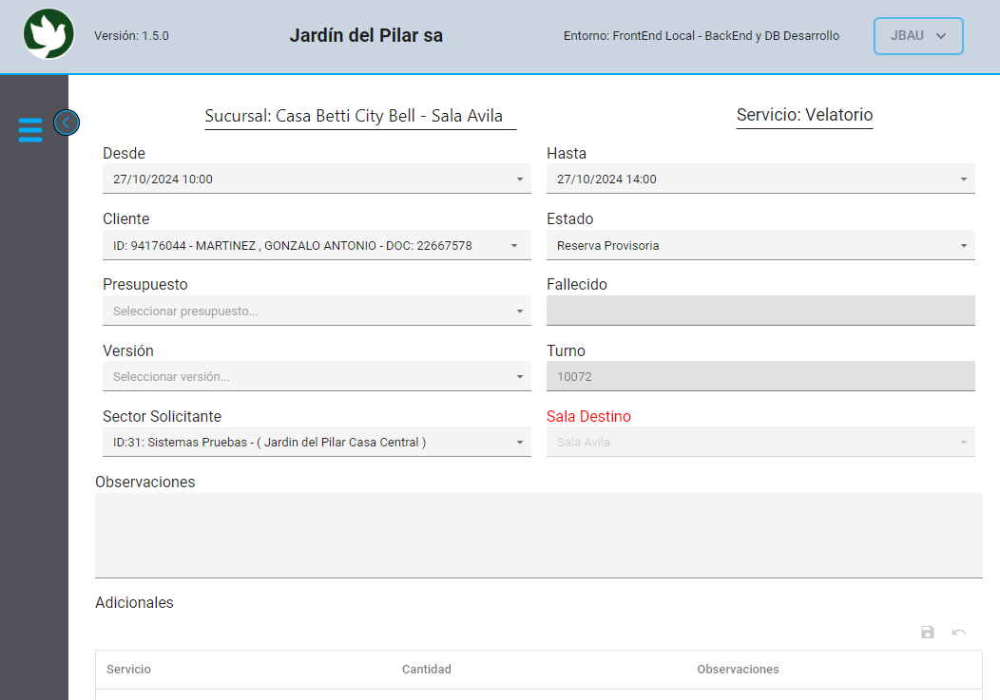 Versión: 1.5.0
Jardín del Pilar sa
Entorno: FrontEnd Local - BackEnd y DB Desarrollo
JBAU
Sucursal: Casa Betti City Bell - Sala Avila
Servicio: Velatorio
Desde
Hasta
27/10/2024 10:00
27/10/2024 14:00
Cliente
Estado
ID: 94176044 - MARTINEZ , GONZALO ANTONIO - DOC: 22667578
Reserva Provisoria
Presupuesto
Fallecido
Seleccionar presupuesto...
Versión
Turno
Seleccionar versión...
10072
Sector Solicitante
Sala Destino
ID:31: Sistemas Pruebas - ( Jardin del Pilar Casa Central )
Sala Avila
Observaciones
Adicionales
Servicio
Cantidad
Observaciones